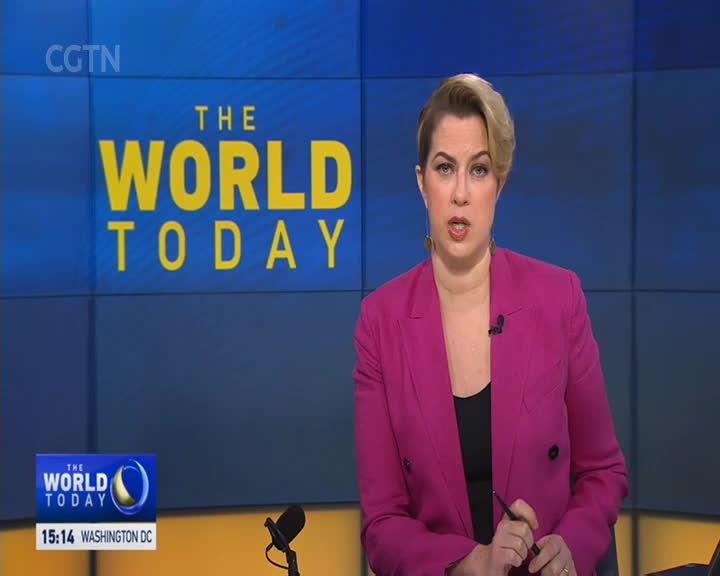 CGTN
THE
WORLD
TODAY
THE
WORLD
TODAY
15:14 WASHINGTON DC